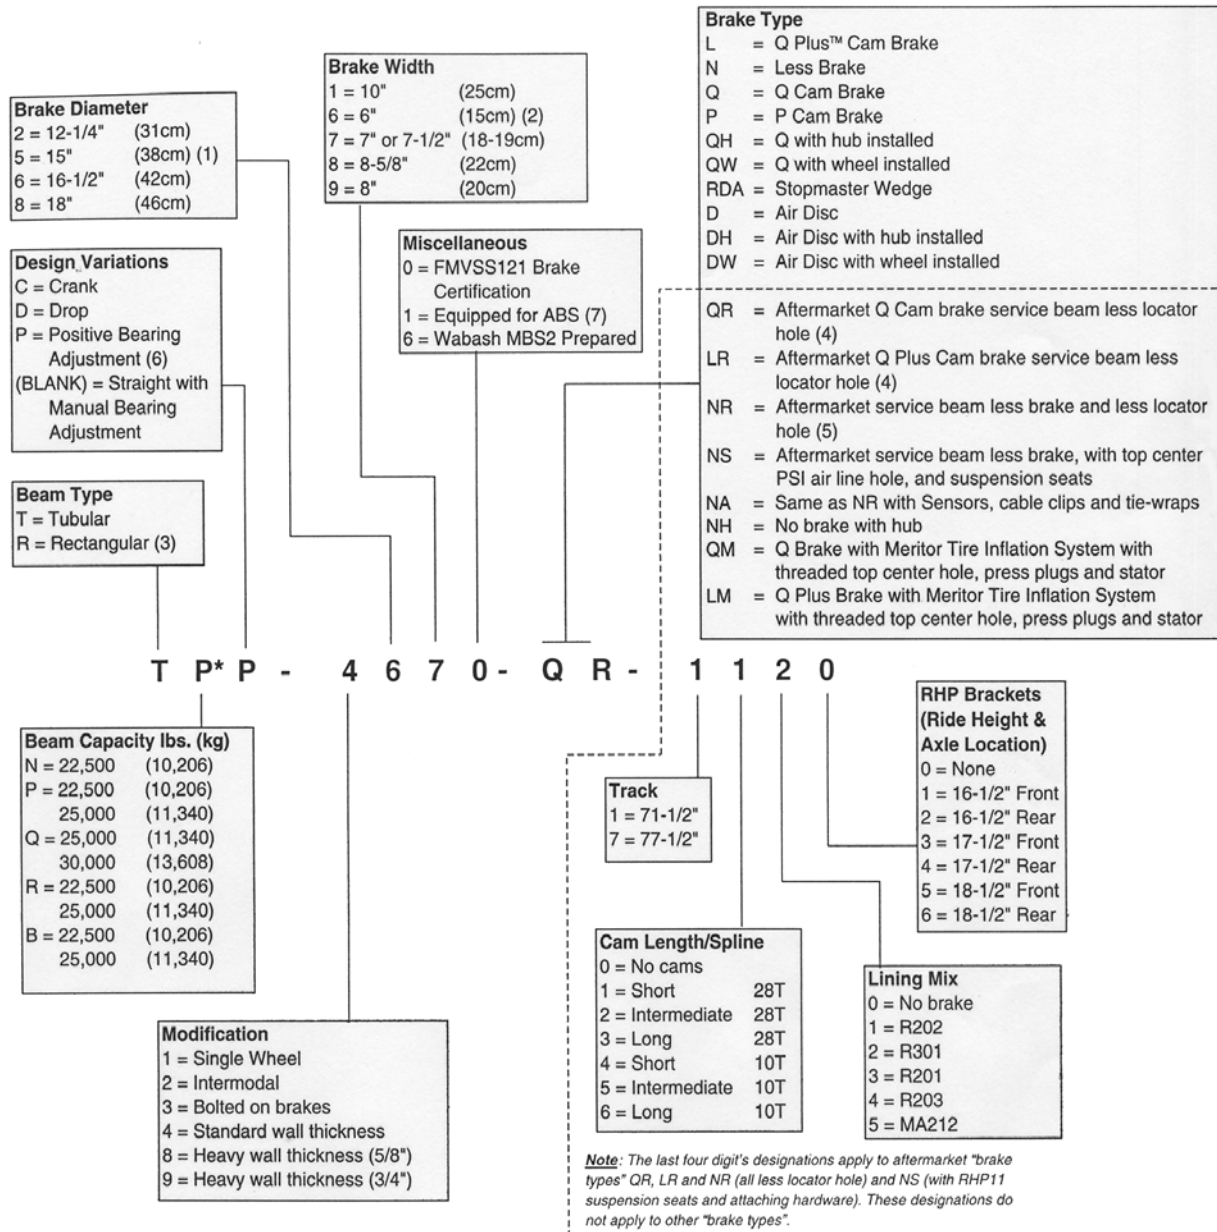 Brake Type
L = Q Plus™ Cam Brake
N = Less Brake
Q = Q Cam Brake
P = P Cam Brake
QH = Q with hub installed
QW = Q with wheel installed
RDA = Stopmaster Wedge
D = Air Disc
DH = Air Disc with hub installed
DW = Air Disc with wheel installed
QR = Aftermarket Q Cam brake service beam less locator
hole (4)
LR = Aftermarket Q Plus Cam brake service beam less
locator hole (4)
NR = Aftermarket service beam less brake and less locator
hole (5)
NS = Aftermarket service beam less brake, with top center
PSI air line hole, and suspension seats
NA = Same as NR with Sensors, cable clips and tie-wraps
NH = No brake with hub
QM = Q Brake with Meritor Tire Inflation System with
threaded top center hole, press plugs and stator
LM = Q Plus Brake with Meritor Tire Inflation System
with threaded top center hole, press plugs and stator
Brake Width
1 = 10" (25cm)
6 = 6" (15cm) (2)
7 = 7" or 7-1/2" (18-19cm)
8 = 8-5/8" (22cm)
9 = 8" (20cm)
Brake Diameter
2 = 12-1/4" (31cm)
5 = 15" (38cm) (1)
6 = 16-1/2" (42cm)
8 = 18" (46cm)
Miscellaneous
0 = FMVSS121 Brake
Certification
1 = Equipped for ABS (7)
6 = Wabash MBS2 Prepared
Design Variations
C = Crank
D = Drop
P = Positive Bearing
Adjustment (6)
(BLANK) = Straight with
Manual Bearing
Adjustment
Beam Type
T = Tubular
R = Rectangular (3)
T P* P - 4 6 7 0 - Q R - 1 1 2 0
Beam Capacity lbs. (kg)
N = 22,500 (10,206)
P = 22,500 (10,206)
25,000 (11,340)
Q = 25,000 (11,340)
30,000 (13,608)
R = 22,500 (10,206)
25,000 (11,340)
B = 22,500 (10,206)
25,000 (11,340)
Modification
1 = Single Wheel
2 = Intermodal
3 = Bolted on brakes
4 = Standard wall thickness
8 = Heavy wall thickness (5/8")
9 = Heavy wall thickness (3/4")
Track
1 = 71-1/2"
7 = 77-1/2"
Cam Length/Spline
0 = No cams
1 = Short 28T
2 = Intermediate 28T
3 = Long 28T
4 = Short 10T
5 = Intermediate 10T
6 = Long 10T
RHP Brackets
(Ride Height &
Axle Location)
0 = None
1 = 16-1/2" Front
2 = 16-1/2" Rear
3 = 17-1/2" Front
4 = 17-1/2" Rear
5 = 18-1/2" Front
6 = 18-1/2" Rear
Lining Mix
0 = No brake
1 = R202
2 = R301
3 = R201
4 = R203
5 = MA212
Note: The last four digit's designations apply to aftermarket "brake
types" QR, LR and NR (all less locator hole) and NS (with RHP11
suspension seats and attaching hardware). These designations do
not apply to other "brake types".